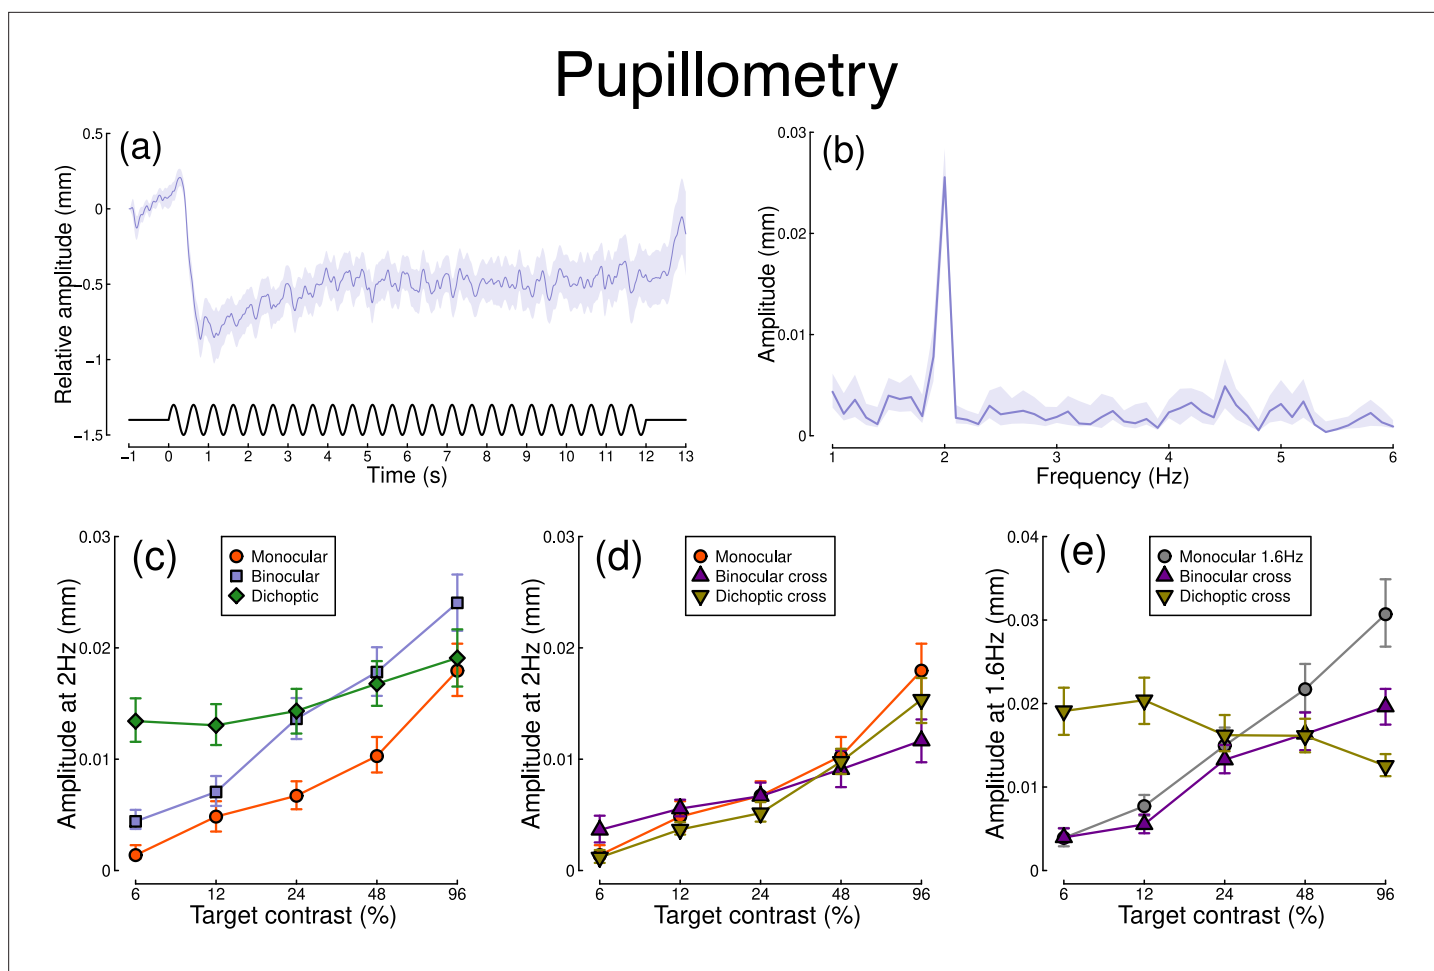 Pupillometry
(a)
Relative amplitude (mm)
0.5
0
−0.5
−1
−1.5
−1 0 1 2 3 4 5 6 7 8 9 10 11 12 13
Time (s)
(b)
Amplitude (mm)
0.03
0.02
0.01
0
1 2 3 4 5 6
Frequency (Hz)
(c)
Monocular
Binocular
Dichoptic
Amplitude at 2Hz (mm)
0.03
0.02
0.01
0
6 12 24 48 96
Target contrast (%)
(d)
Monocular
Binocular cross
Dichoptic cross
Amplitude at 2Hz (mm)
0.03
0.02
0.01
0
6 12 24 48 96
Target contrast (%)
(e)
Monocular 1.6Hz
Binocular cross
Dichoptic cross
Amplitude at 1.6Hz (mm)
0.04
0.03
0.02
0.01
0
6 12 24 48 96
Target contrast (%)